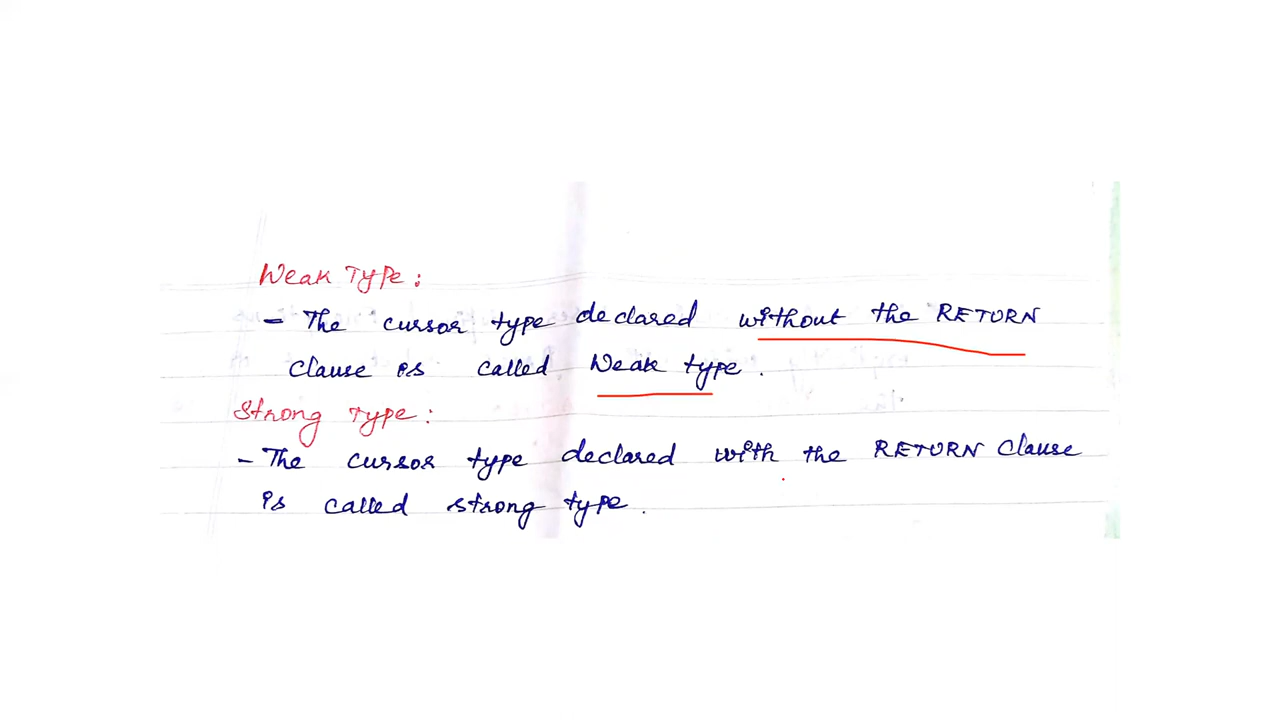 Weak Type:
- The cursor type declared without the RETURN
clause is called Weak type.
Strong Type:
- The cursor type declared with the RETURN clause
is called strong type.